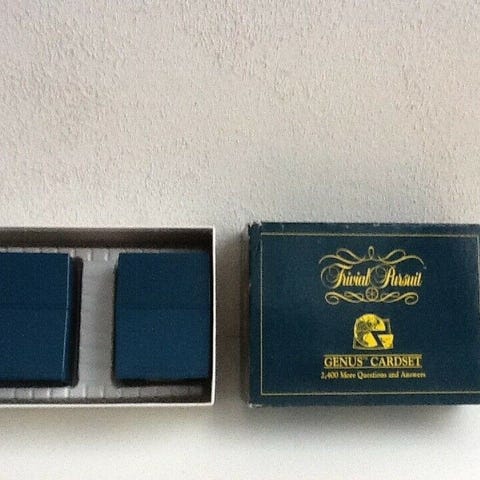 Trivial Pursuit
GENUS™ CARDSET
2,400 More Questions and Answers